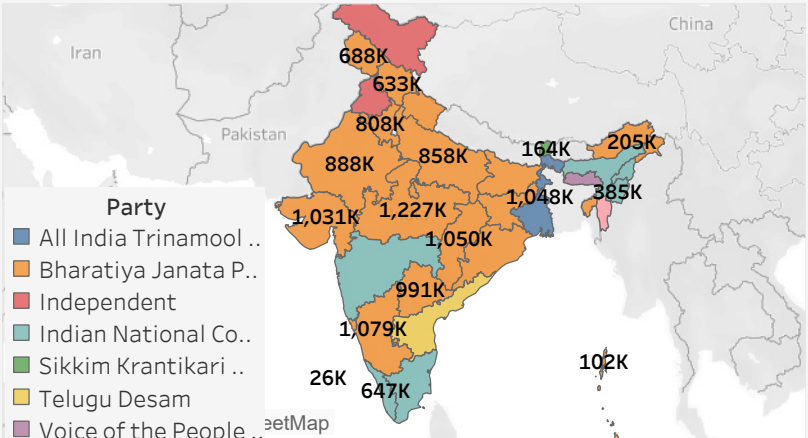 China
Iran
688K
633K
808K
Pakistan
164K
205K
888K
858K
385K
1,048K
1,031K
1,227K
1,050K
991K
1,079K
102K
26K
647K
Party
All India Trinamool ..
Bharatiya Janata P..
Independent
Indian National Co..
Sikkim Krantikari ..
Telugu Desam
Voice of the People ..
eetMap